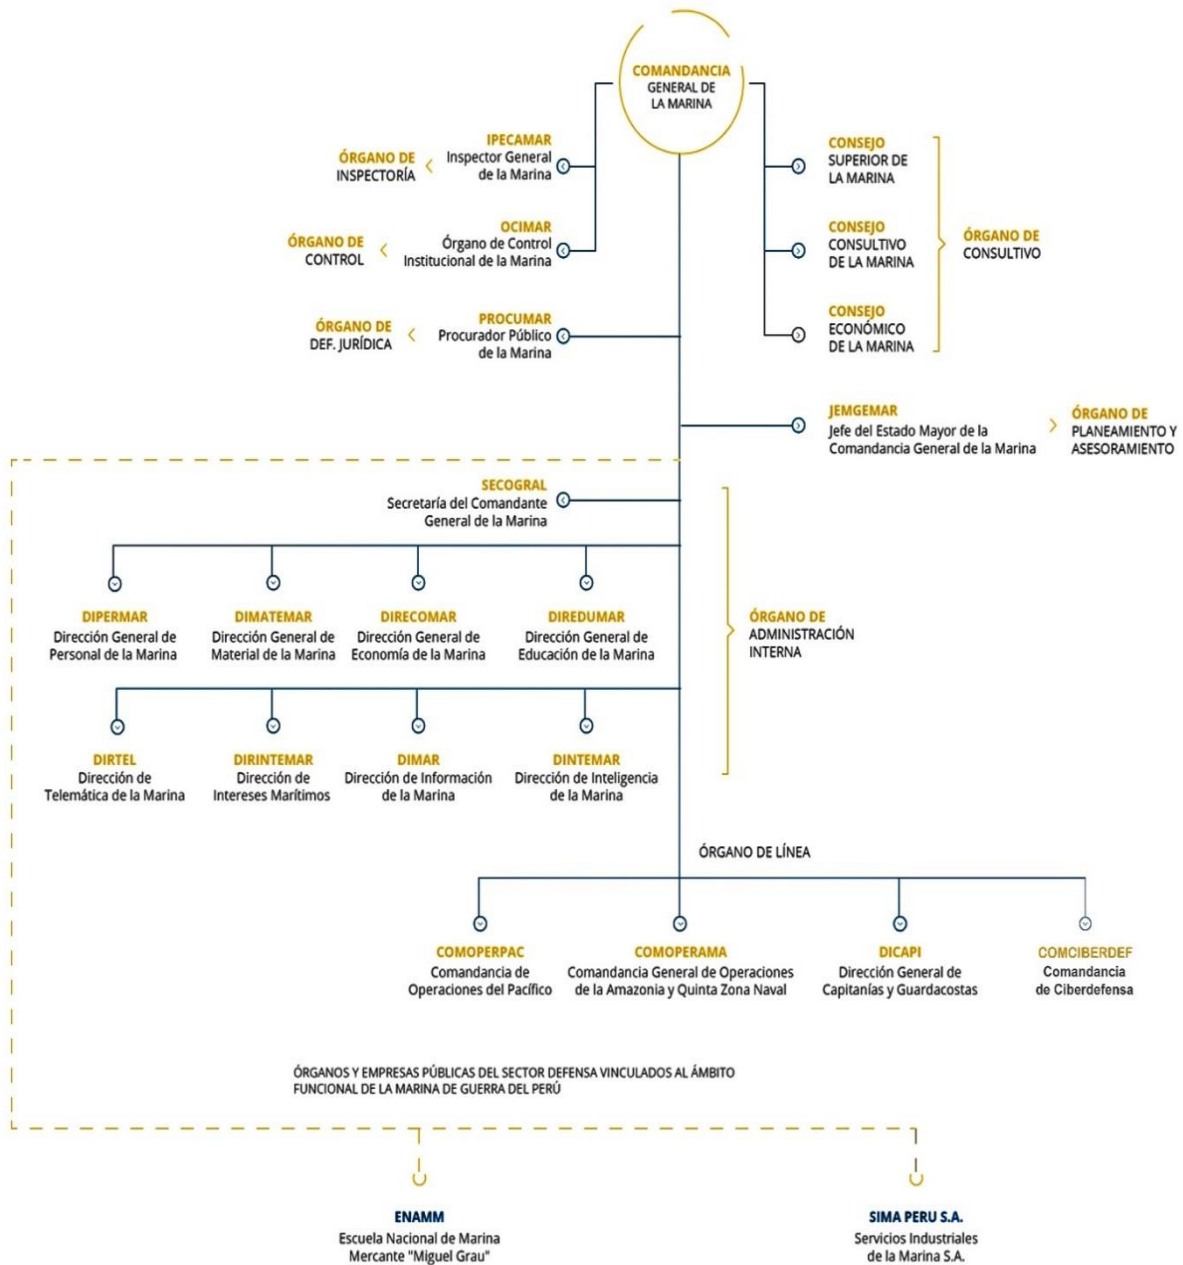 COMANDANCIA
GENERAL DE
LA MARINA
IPECAMAR
Inspector General
de la Marina
ÓRGANO DE
INSPECTORÍA
CONSEJO
SUPERIOR DE
LA MARINA
OCIMAR
Órgano de Control
Institucional de la Marina
ÓRGANO DE
CONTROL
CONSEJO
CONSULTIVO
DE LA MARINA
ÓRGANO DE
CONSULTIVO
PROCUMAR
Procurador Público
de la Marina
ÓRGANO DE
DEF. JURÍDICA
CONSEJO
ECONÓMICO
DE LA MARINA
JEMGEMAR
Jefe del Estado Mayor de la
Comandancia General de la Marina
ÓRGANO DE
PLANEAMIENTO Y
ASESORAMIENTO
SECOGRAL
Secretaría del Comandante
General de la Marina
DIPERMAR
Dirección General de
Personal de la Marina
DIMATEMAR
Dirección General de
Material de la Marina
DIRECOMAR
Dirección General de
Economía de la Marina
DIREDUMAR
Dirección General de
Educación de la Marina
ÓRGANO DE
ADMINISTRACIÓN
INTERNA
DIRTEL
Dirección de
Telemática de la Marina
DIRINTEMAR
Dirección de
Intereses Marítimos
DIMAR
Dirección de Información
de la Marina
DINTEMAR
Dirección de Inteligencia
de la Marina
ÓRGANO DE LÍNEA
COMOPERPAC
Comandancia de
Operaciones del Pacífico
COMOPERAMA
Comandancia General de Operaciones
de la Amazonia y Quinta Zona Naval
DICAPI
Dirección General de
Capitanías y Guardacostas
COMCIBERDEF
Comandancia
de Ciberdefensa
ÓRGANOS Y EMPRESAS PÚBLICAS DEL SECTOR DEFENSA VINCULADOS AL ÁMBITO
FUNCIONAL DE LA MARINA DE GUERRA DEL PERÚ
ENAMM
Escuela Nacional de Marina
Mercante "Miguel Grau"
SIMA PERU S.A.
Servicios Industriales
de la Marina S.A.